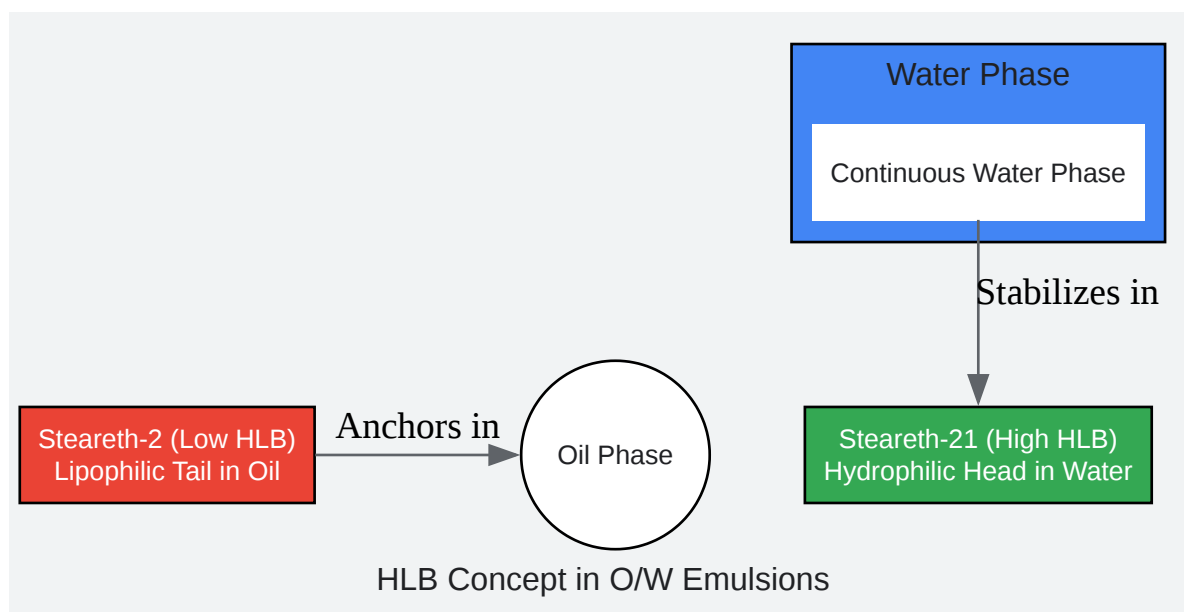 Water Phase
Continuous Water Phase
Stabilizes in
Steareth-2 (Low HLB)
Lipophilic Tail in Oil
Anchors in
Oil Phase
Steareth-21 (High HLB)
Hydrophilic Head in Water
HLB Concept in O/W Emulsions